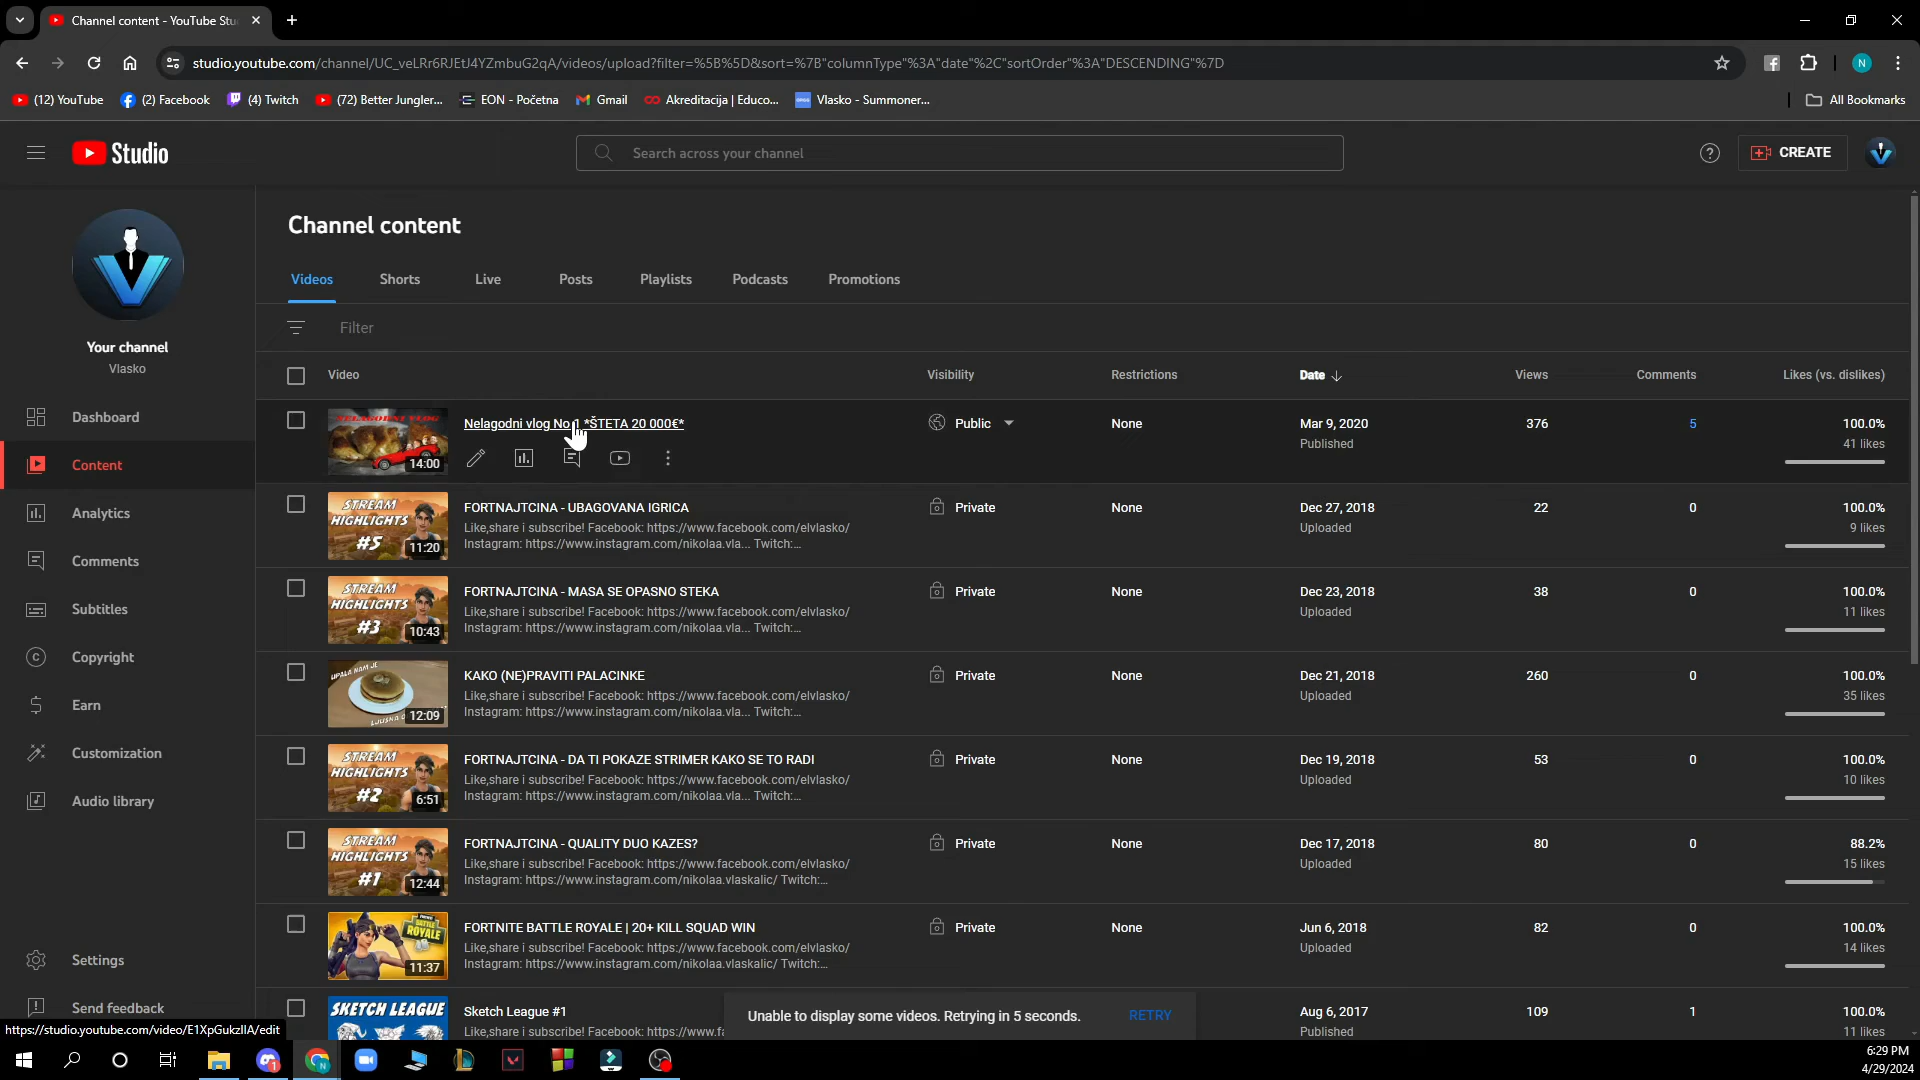 Channel content - YouTube Stu
studio.youtube.com/channel/UC_veLRr6RJEtJ4YZmbuG2qA/videos/upload?filter=%5B%5D&sort=%7B"columnType"%3A"date"%2C"sortOrder"%3A"DESCENDING"%7D
N
(12) YouTube
(2) Facebook
(4) Twitch
(72) Better Jungler...
EON - Početna
Gmail
Akreditacija | Educo...
Vlasko - Summoner...
All Bookmarks
Studio
Search across your channel
CREATE
Your channel
Vlasko
Dashboard
Content
Analytics
Comments
Subtitles
Copyright
Earn
Customization
Audio library
Settings
Send feedback
https://studio.youtube.com/video/E1XpGukzllA/edit
Channel content
Videos Shorts Live Posts Playlists Podcasts Promotions
Filter
Video Visibility Restrictions Date Views Comments Likes (vs. dislikes)
NELAGODNI VLOG
14:00
Nelagodni vlog No 1 *ŠTETA 20 000€*
Public
None
Mar 9, 2020
Published
376
5
100.0%
41 likes
STREAM
HIGHLIGHTS
#5
11:20
FORTNAJTCINA - UBAGOVANA IGRICA
Like,share i subscribe! Facebook: https://www.facebook.com/elvlasko/
Instagram: https://www.instagram.com/nikolaa.vla... Twitch:...
Private
None
Dec 27, 2018
Uploaded
22
0
100.0%
9 likes
STREAM
HIGHLIGHTS
#3
10:43
FORTNAJTCINA - MASA SE OPASNO STEKA
Like,share i subscribe! Facebook: https://www.facebook.com/elvlasko/
Instagram: https://www.instagram.com/nikolaa.vla... Twitch:...
Private
None
Dec 23, 2018
Uploaded
38
0
100.0%
11 likes
UPALA NAM JE
LJUSKA
12:09
KAKO (NE)PRAVITI PALACINKE
Like,share i subscribe! Facebook: https://www.facebook.com/elvlasko/
Instagram: https://www.instagram.com/nikolaa.vla... Twitch:...
Private
None
Dec 21, 2018
Uploaded
260
0
100.0%
35 likes
STREAM
HIGHLIGHTS
#2
6:51
FORTNAJTCINA - DA TI POKAZE STRIMER KAKO SE TO RADI
Like,share i subscribe! Facebook: https://www.facebook.com/elvlasko/
Instagram: https://www.instagram.com/nikolaa.vla... Twitch:...
Private
None
Dec 19, 2018
Uploaded
53
0
100.0%
10 likes
STREAM
HIGHLIGHTS
#1
12:44
FORTNAJTCINA - QUALITY DUO KAZES?
Like,share i subscribe! Facebook: https://www.facebook.com/elvlasko/
Instagram: https://www.instagram.com/nikolaa.vlaskalic/ Twitch:...
Private
None
Dec 17, 2018
Uploaded
80
0
88.2%
15 likes
BATTLE
ROYALE
11:37
FORTNITE BATTLE ROYALE | 20+ KILL SQUAD WIN
Like,share i subscribe! Facebook: https://www.facebook.com/elvlasko/
Instagram: https://www.instagram.com/nikolaa.vlaskalic/ Twitch:...
Private
None
Jun 6, 2018
Uploaded
82
0
100.0%
14 likes
SKETCH LEAGUE
Sketch League #1
Like,share i subscribe! Facebook: https://www.f
Aug 6, 2017
Published
109
1
100.0%
11 likes
Unable to display some videos. Retrying in 5 seconds.
RETRY
6:29 PM
4/29/2024